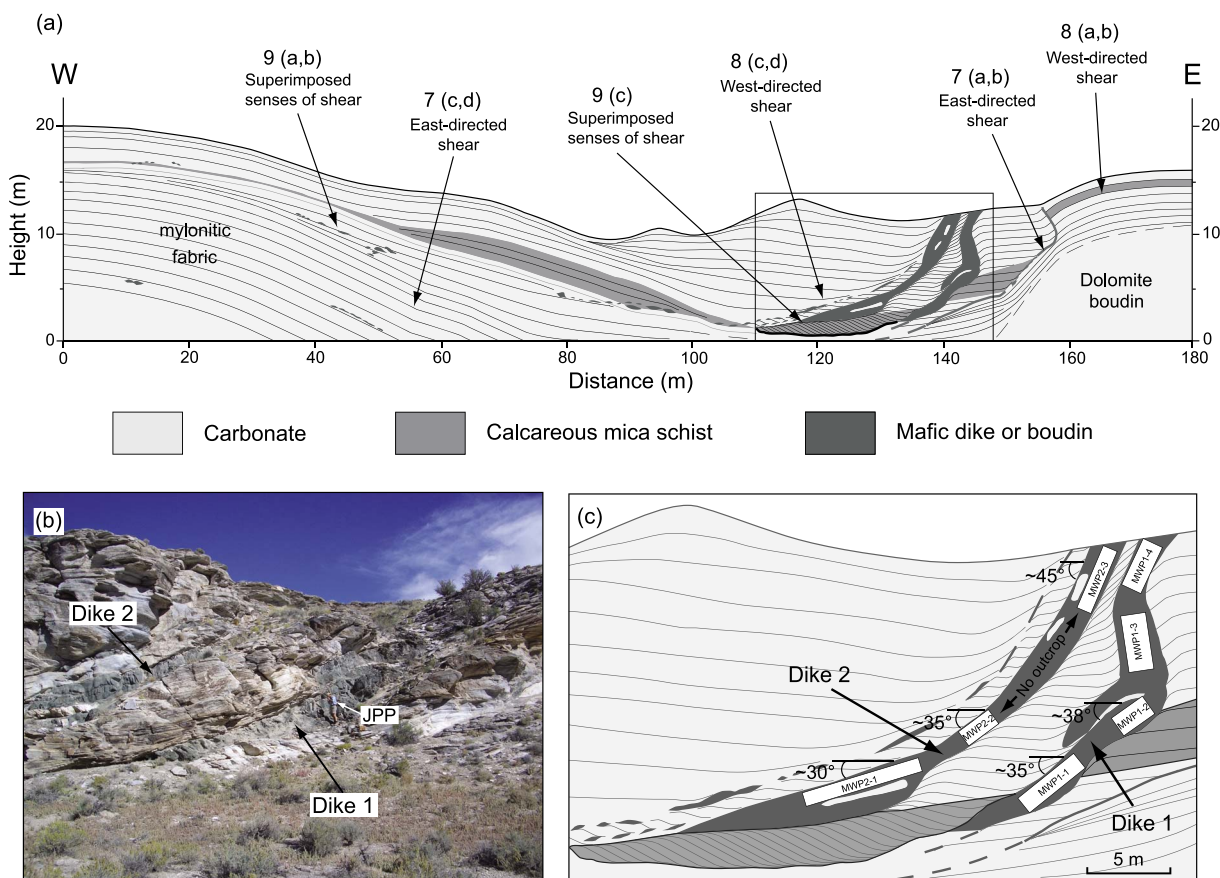 (a)
W
E
9 (a,b)
Superimposed
senses of shear
7 (c,d)
East-directed
shear
9 (c)
Superimposed
senses of shear
8 (c,d)
West-directed
shear
7 (a,b)
East-directed
shear
8 (a,b)
West-directed
shear
20
10
0
Height (m)
20
10
0
mylonitic
fabric
Dolomite
boudin
0 20 40 60 80 100 120 140 160 180
Distance (m)
Carbonate
Calcareous mica schist
Mafic dike or boudin
(b)
Dike 2
JPP
Dike 1
(c)
~45°
MWP2-3
MWP1-4
MWP1-3
No outcrop
Dike 2
~35°
MWP2-2
~38°
MWP1-2
~30°
MWP2-1
~35°
MWP1-1
Dike 1
5 m